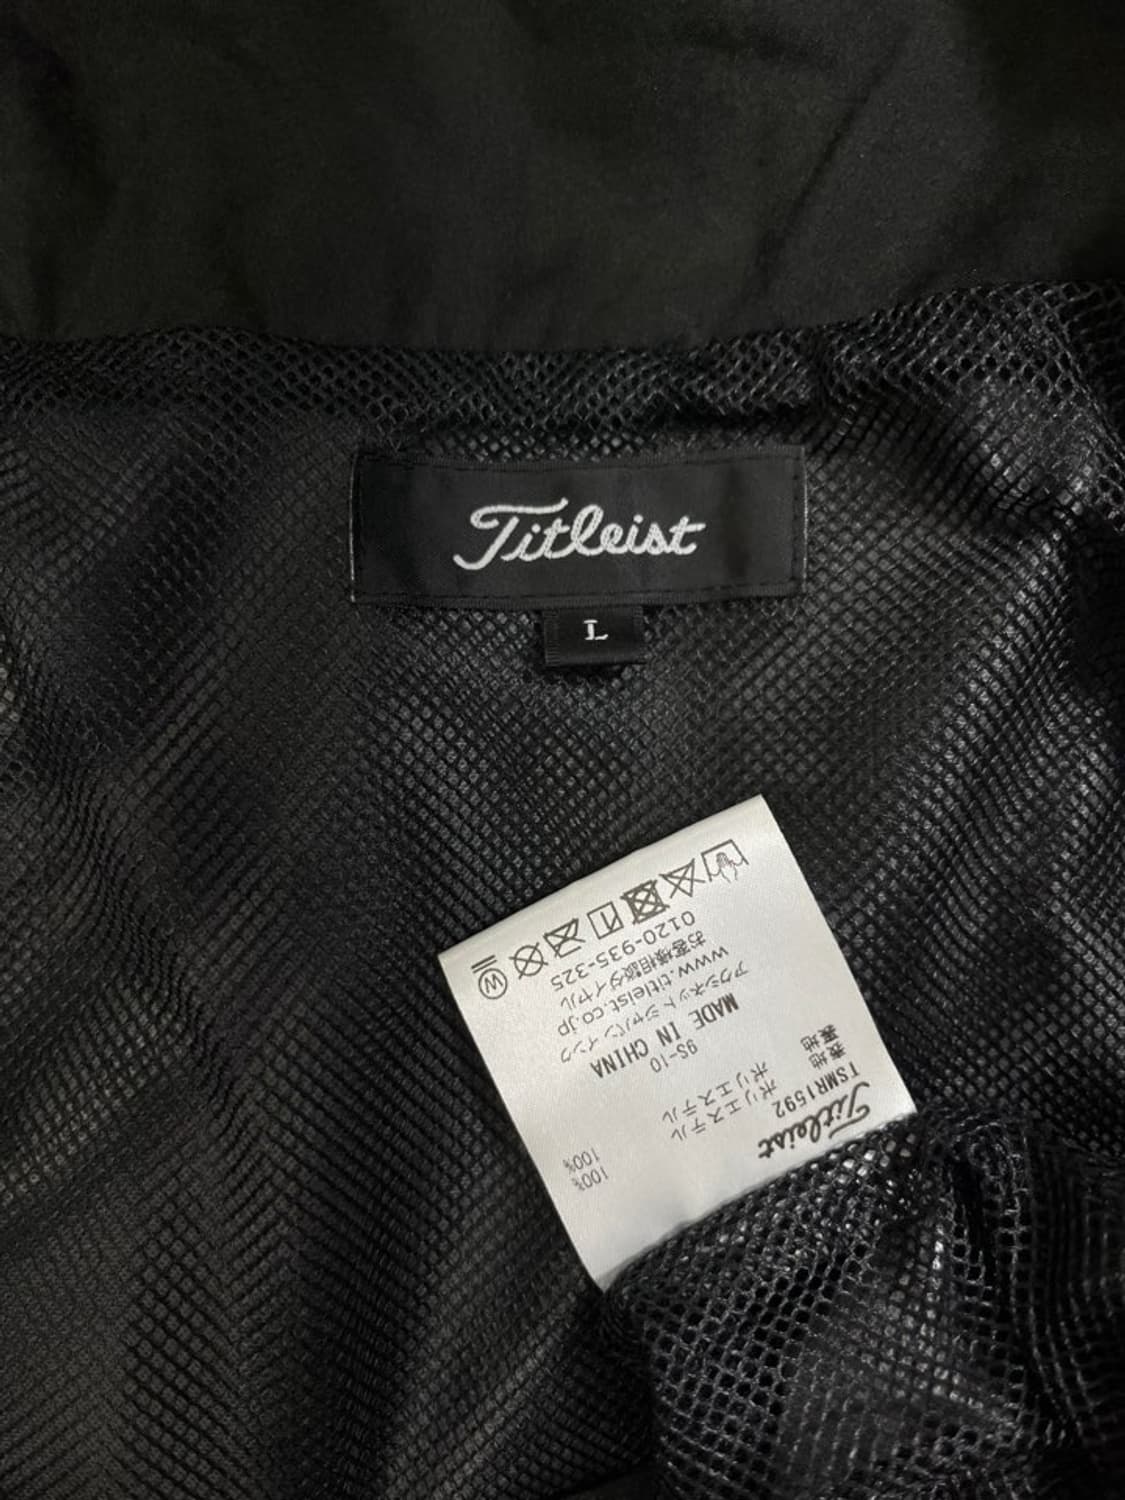 Titleist
L
Titleist
TSMR1592
表地 ポリエステル 100%
裏地 ポリエステル 100%
9S-10
MADE IN CHINA
アクシネット ジャパン インク
www.titleist.co.jp
お客様相談ダイヤル
0120-935-325
W